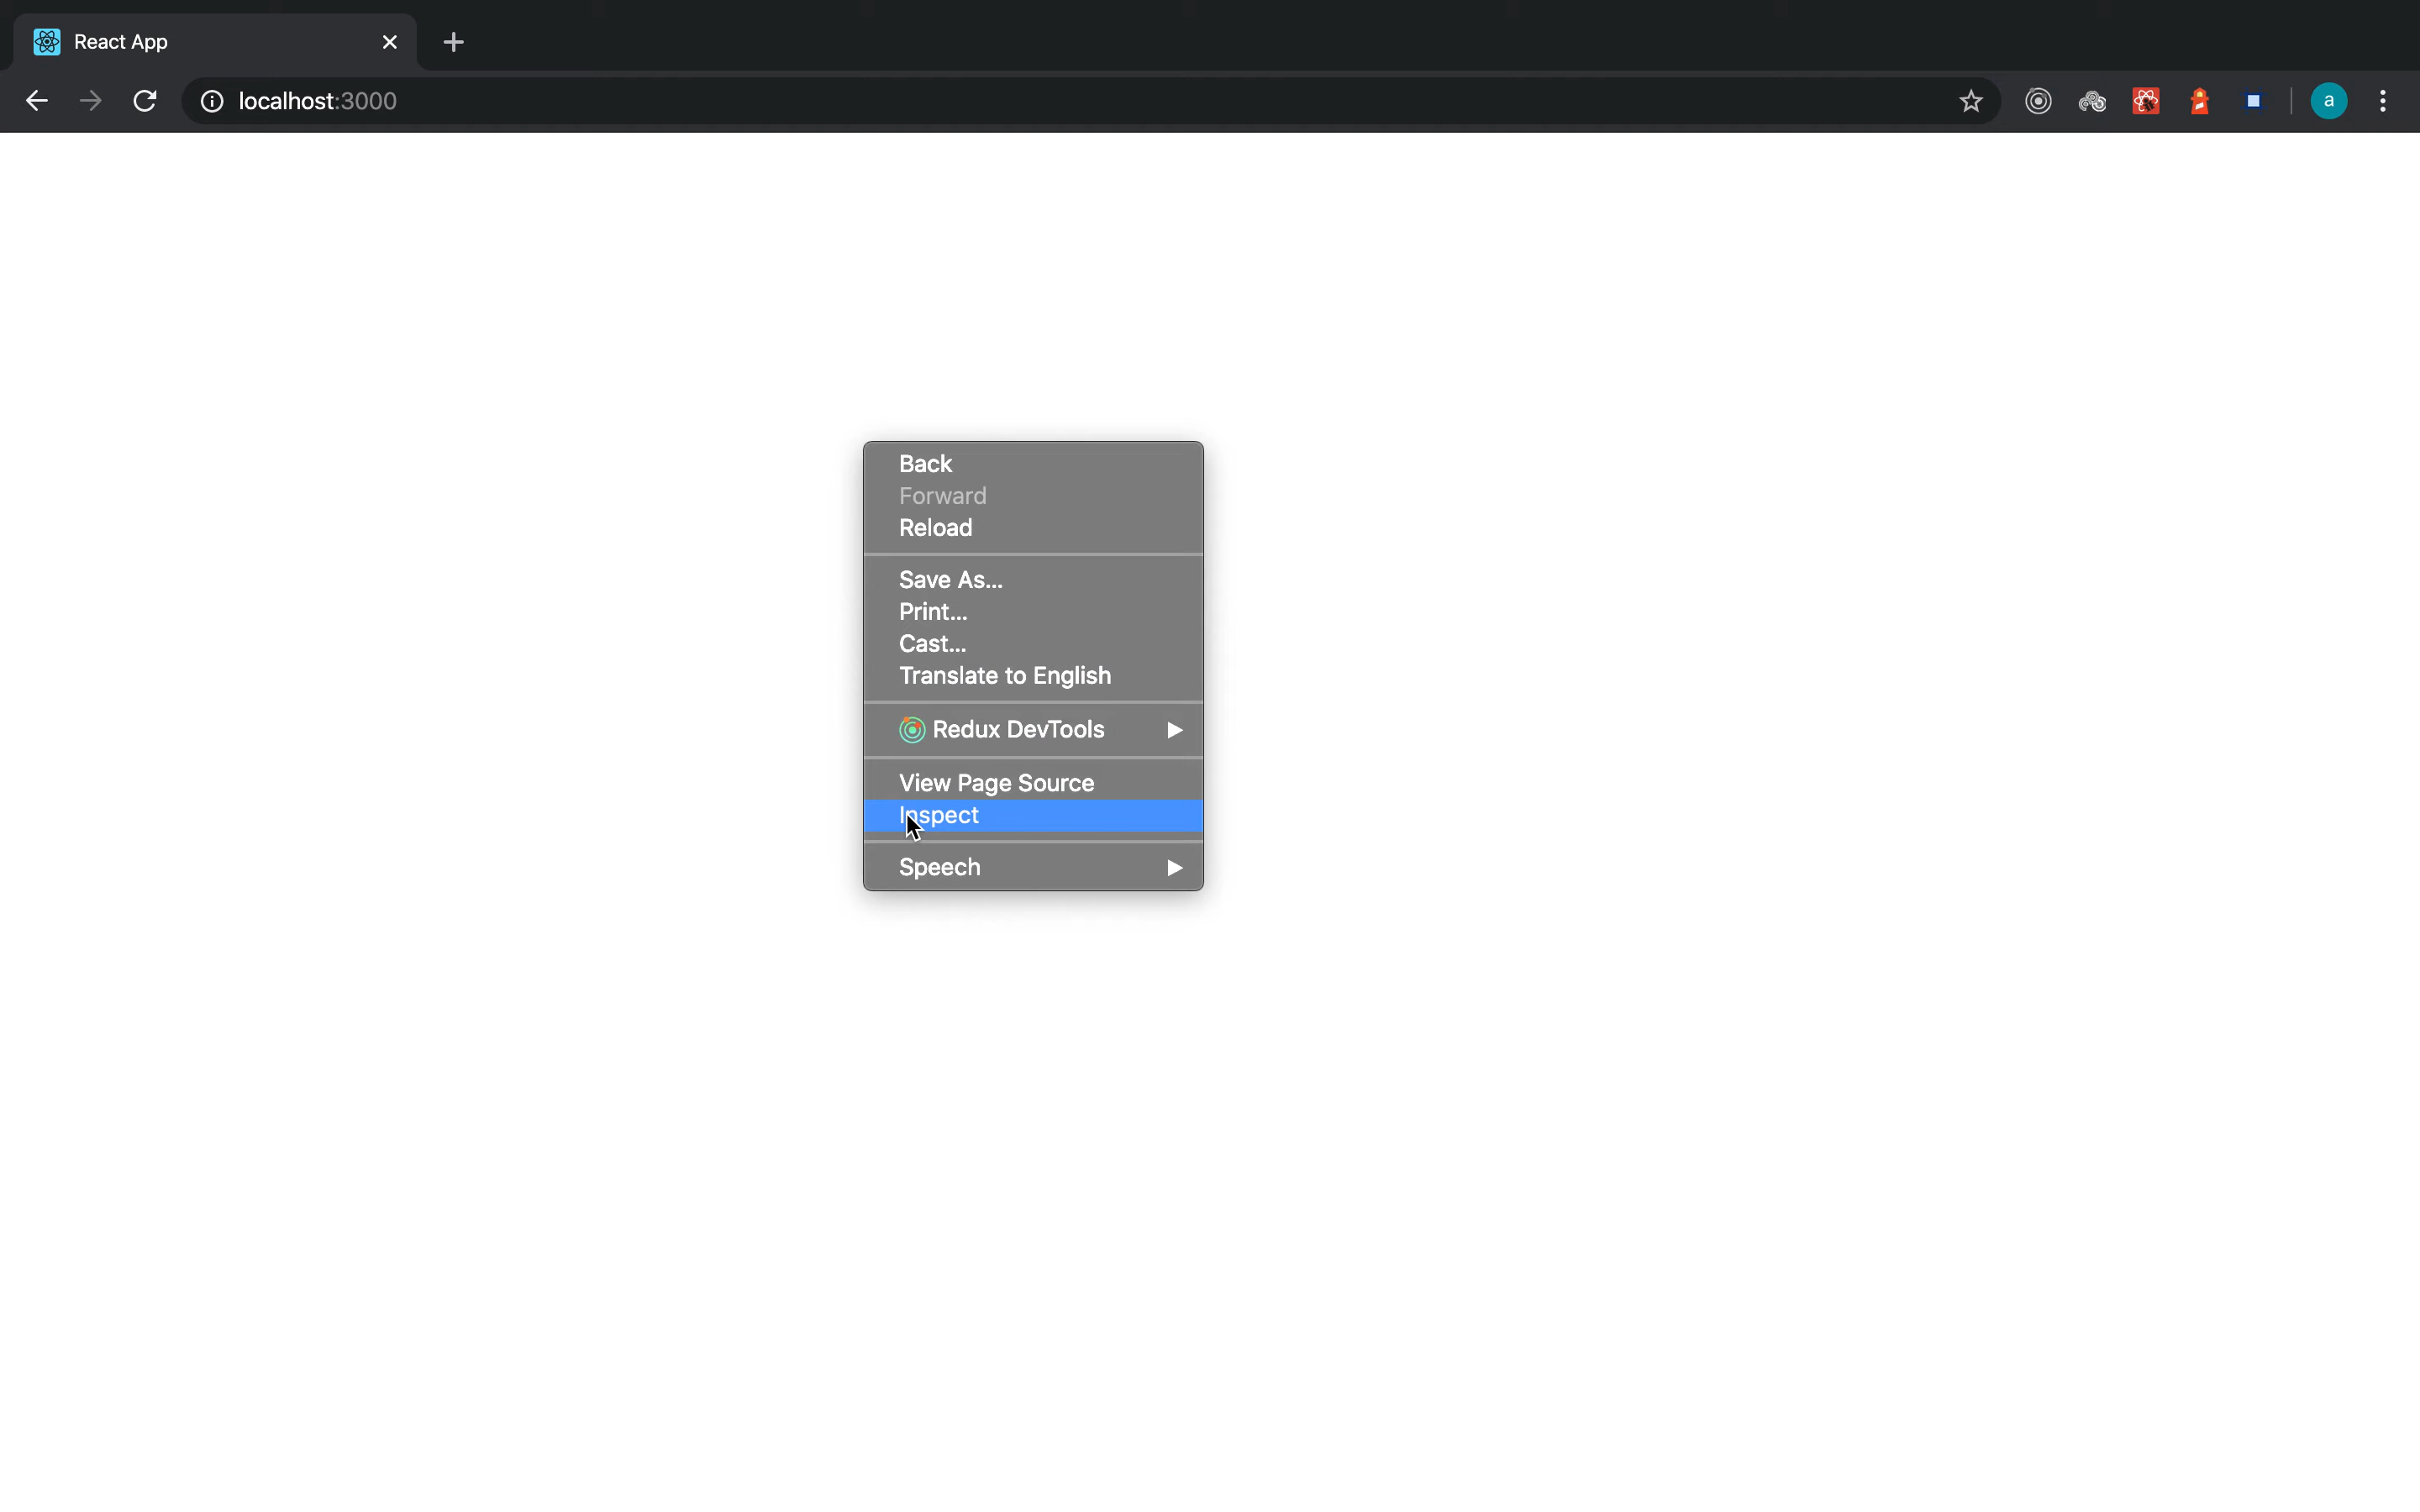 React App
localhost:3000
a
Back
Forward
Reload
Save As...
Print...
Cast...
Translate to English
Redux DevTools
View Page Source
Inspect
Speech